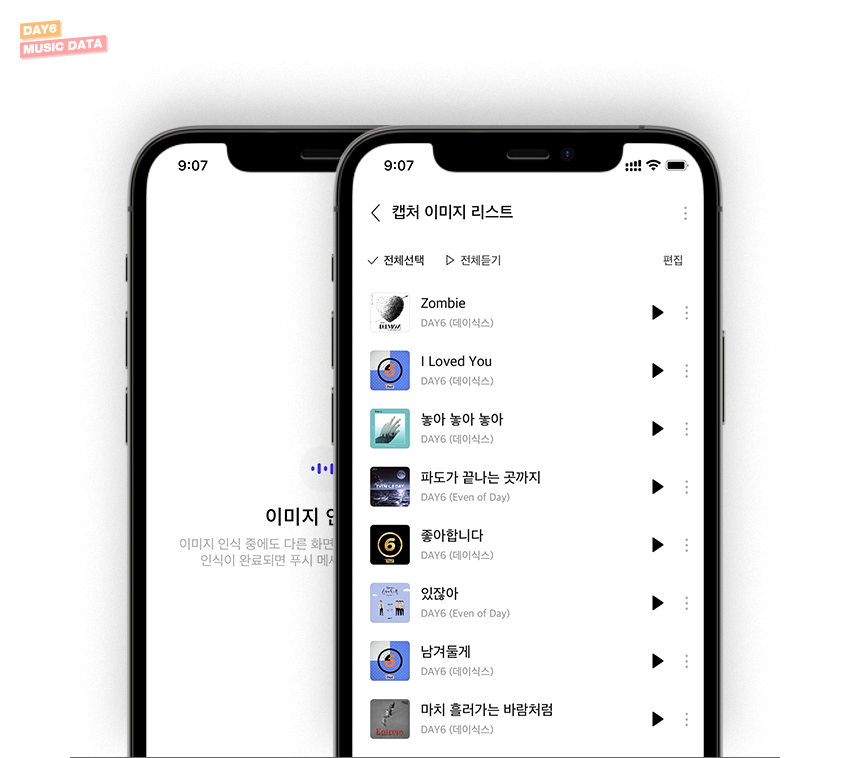 DAY6
MUSIC DATA
9:07
이미지 인
이미지 인식 중에도 다른 화면
인식이 완료되면 푸시 메시
9:07
캡처 이미지 리스트
전체선택 전체듣기 편집
Zombie
DAY6 (데이식스)
I Loved You
DAY6 (데이식스)
놓아 놓아 놓아
DAY6 (데이식스)
파도가 끝나는 곳까지
DAY6 (Even of Day)
좋아합니다
DAY6 (데이식스)
있잖아
DAY6 (Even of Day)
남겨둘게
DAY6 (데이식스)
마치 흘러가는 바람처럼
DAY6 (데이식스)